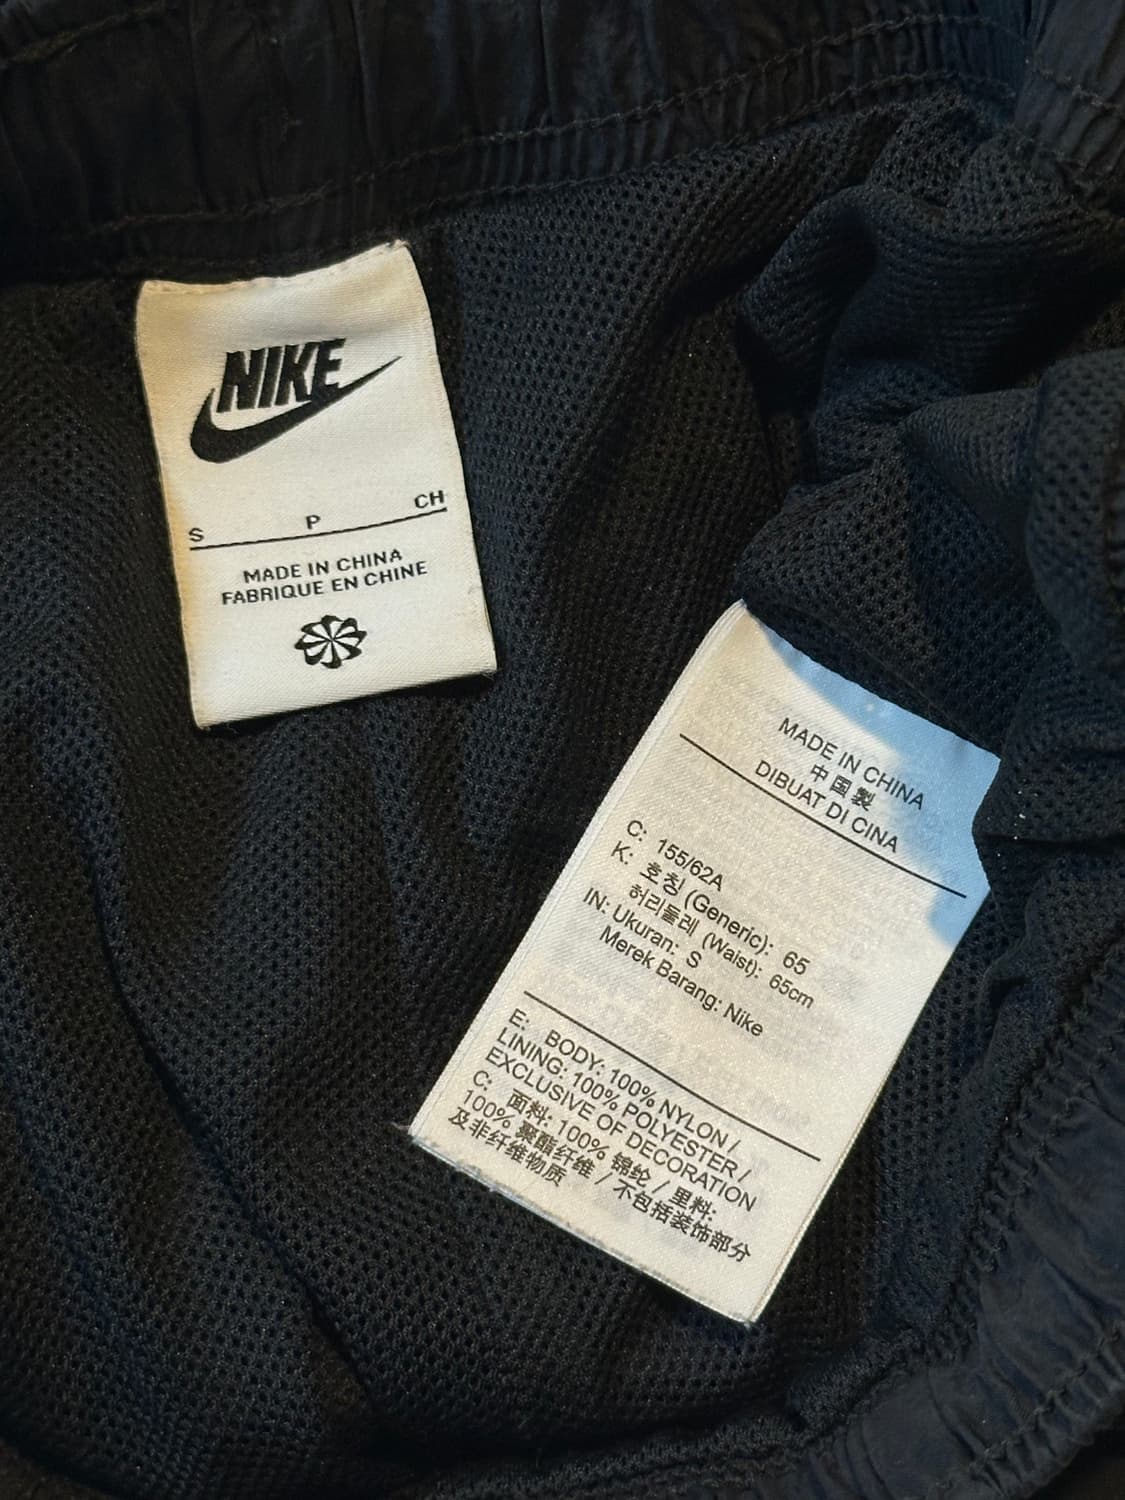 NIKE
S P CH
MADE IN CHINA
FABRIQUE EN CHINE
MADE IN CHINA
中国製
DIBUAT DI CINA
C: 155/62A
K: 호칭 (Generic): 65
허리둘레 (Waist): 65cm
IN: Ukuran: S
Merek Barang: Nike
E: BODY: 100% NYLON /
LINING: 100% POLYESTER /
EXCLUSIVE OF DECORATION
C: 面料: 100% 锦纶 / 里料:
100% 聚酯纤维 / 不包括装饰部分
及非纤维物质